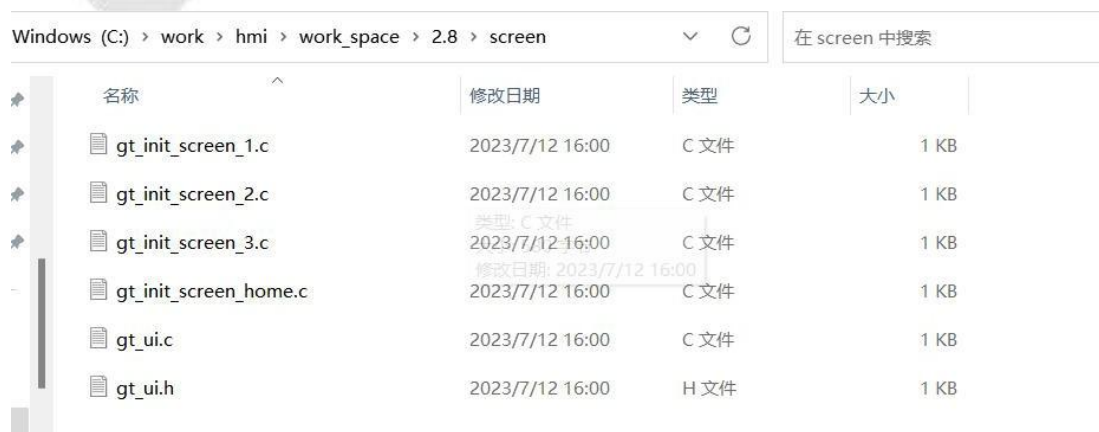 Windows (C:) › work › hmi › work_space › 2.8 › screen 在 screen 中搜索
名称 修改日期 类型 大小
gt_init_screen_1.c 2023/7/12 16:00 C 文件 1 KB
gt_init_screen_2.c 2023/7/12 16:00 C 文件 1 KB
类型: C 文件
gt_init_screen_3.c 2023/7/12 16:00 C 文件 1 KB
修改日期: 2023/7/12 16:00
gt_init_screen_home.c 2023/7/12 16:00 C 文件 1 KB
gt_ui.c 2023/7/12 16:00 C 文件 1 KB
gt_ui.h 2023/7/12 16:00 H 文件 1 KB